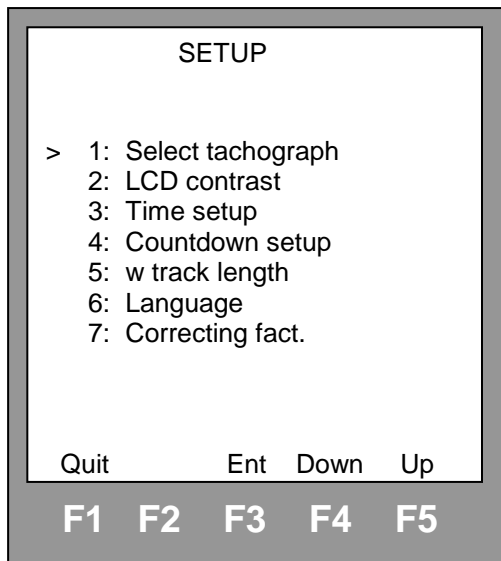 SETUP
> 1: Select tachograph
2: LCD contrast
3: Time setup
4: Countdown setup
5: w track length
6: Language
7: Correcting fact.
Quit Ent Down Up
F1 F2 F3 F4 F5